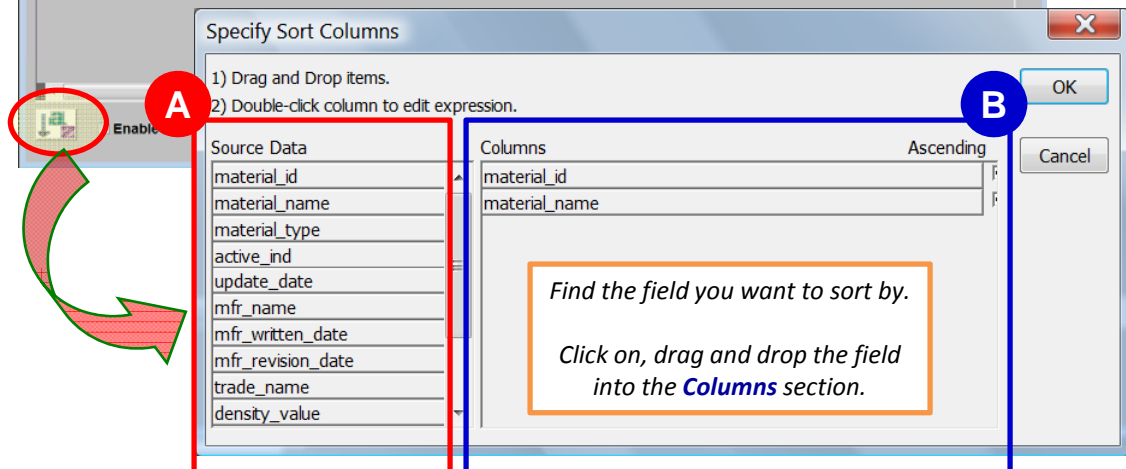 Specify Sort Columns
1) Drag and Drop items.
2) Double-click column to edit expression.
OK
Cancel
A
B
a
z
Enable
Source Data
material_id
material_name
material_type
active_ind
update_date
mfr_name
mfr_written_date
mfr_revision_date
trade_name
density_value
Columns Ascending
material_id
material_name
Find the field you want to sort by.
Click on, drag and drop the field
into the Columns section.